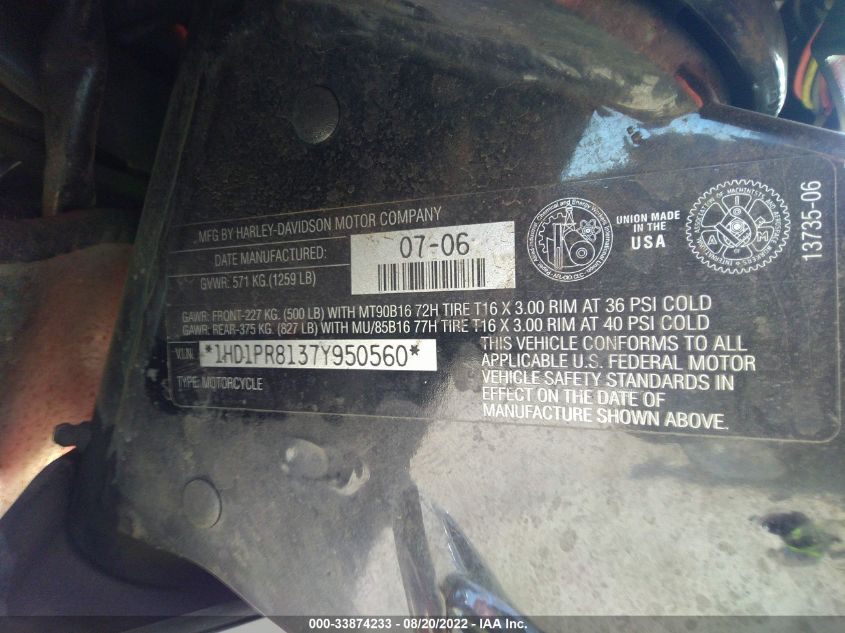 MFG BY HARLEY-DAVIDSON MOTOR COMPANY
DATE MANUFACTURED: 07-06
GVWR: 571 KG.(1259 LB)
UNION MADE
IN THE
USA
13735-06
GAWR: FRONT-227 KG. (500 LB) WITH MT90B16 72H TIRE T16 X 3.00 RIM AT 36 PSI COLD
GAWR: REAR-375 KG. (827 LB) WITH MU/85B16 77H TIRE T16 X 3.00 RIM AT 40 PSI COLD
V.I.N. *1HD1PR8137Y950560*
TYPE: MOTORCYCLE
THIS VEHICLE CONFORMS TO ALL
APPLICABLE U.S. FEDERAL MOTOR
VEHICLE SAFETY STANDARDS IN
EFFECT ON THE DATE OF
MANUFACTURE SHOWN ABOVE.
000-33874233 - 08/20/2022 - IAA Inc.